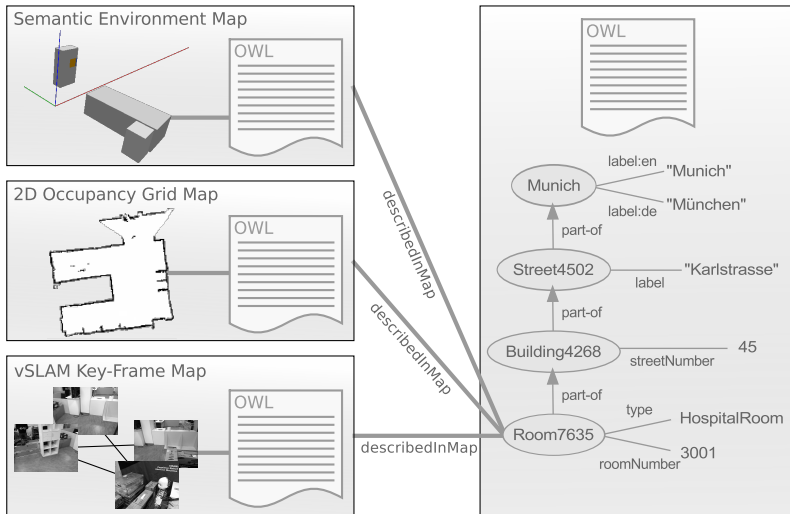 Semantic Environment Map
OWL
2D Occupancy Grid Map
OWL
vSLAM Key-Frame Map
OWL
describedInMap
describedInMap
describedInMap
OWL
Munich
label:en
"Munich"
label:de
"München"
part-of
Street4502
label
"Karlstrasse"
part-of
Building4268
streetNumber
45
part-of
Room7635
type
HospitalRoom
roomNumber
3001